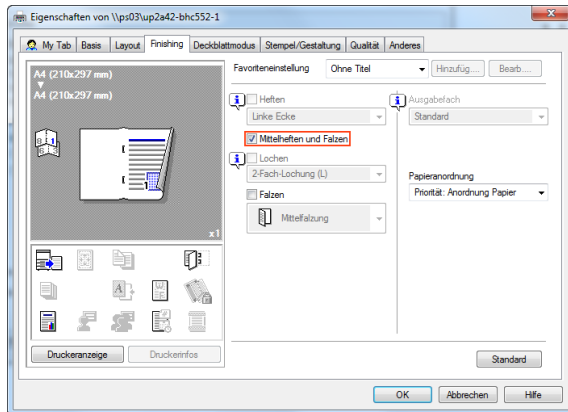 Eigenschaften von \\ps03\up2a42-bhc552-1
My Tab Basis Layout Finishing Deckblattmodus Stempel/Gestaltung Qualität Anderes
A4 (210x297 mm)
A4 (210x297 mm)
x1
Druckeranzeige Druckerinfos
Favoriteneinstellung Ohne Titel Hinzufüg.... Bearb....
Heften
Linke Ecke
Mittelheften und Falzen
Lochen
2-Fach-Lochung (L)
Falzen
Mittelfalzung
Ausgabefach
Standard
Papieranordnung
Priorität: Anordnung Papier
Standard
OK Abbrechen Hilfe